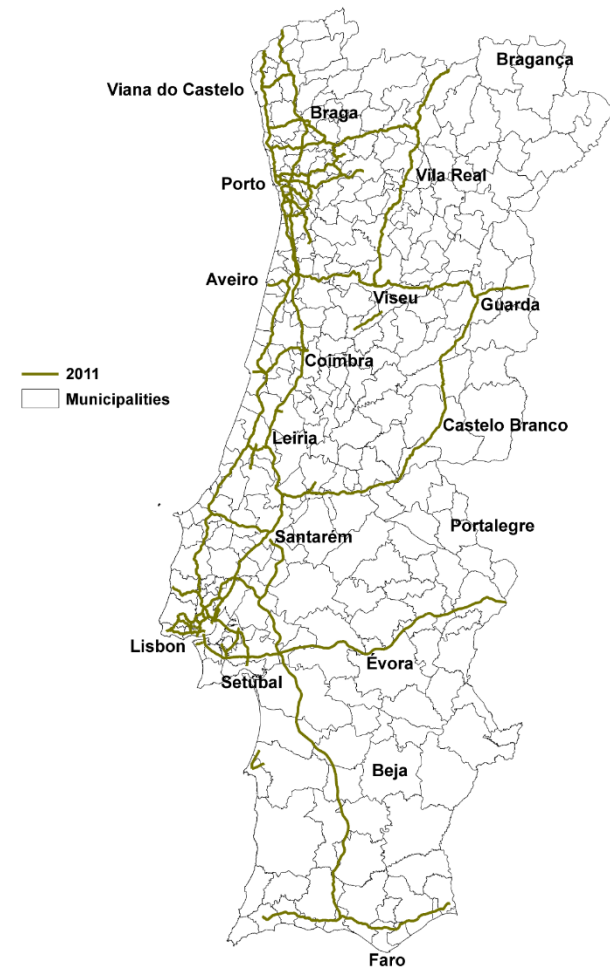 Bragança
Viana do Castelo
Braga
Vila Real
Porto
Aveiro
Viseu
Guarda
Coimbra
2011
Municipalities
Castelo Branco
Leiria
Portalegre
Santarém
Lisbon
Évora
Setúbal
Beja
Faro